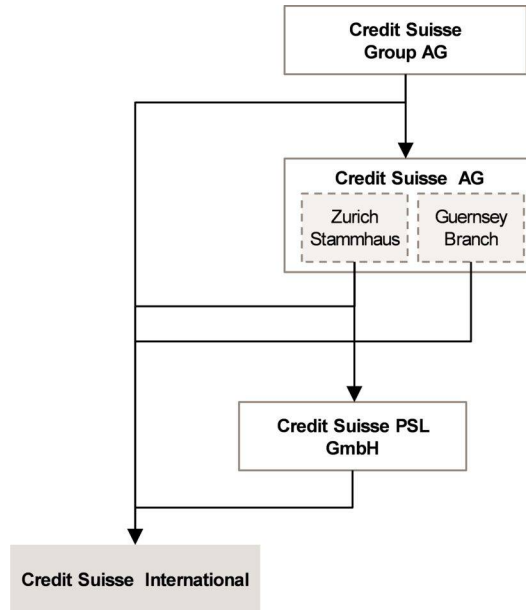 Credit Suisse
Group AG
Credit Suisse AG
Zurich
Stammhaus
Guernsey
Branch
Credit Suisse PSL
GmbH
Credit Suisse International